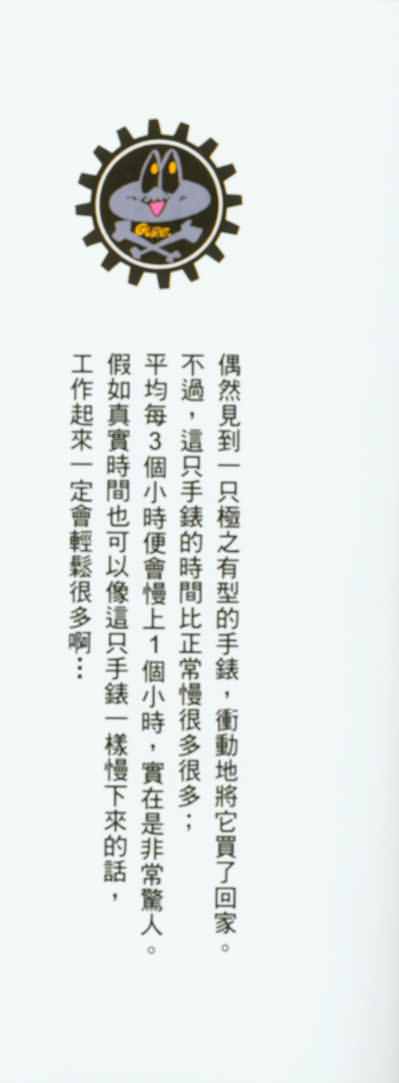 偶然見到一只極之有型的手錶，衝動地將它買了回家。
不過，這只手錶的時間比正常慢很多很多；
平均每3個小時便會慢上1個小時，實在是非常驚人。
假如真實時間也可以像這只手錶一樣慢下來的話，
工作起來一定會輕鬆很多啊…